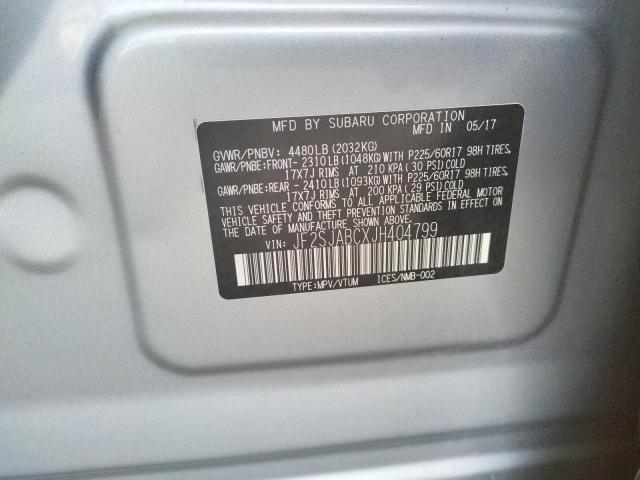 MFD BY SUBARU CORPORATION
MFD IN 05/17
GVWR/PNBV: 4480LB (2032KG)
GAWR/PNBE:FRONT- 2310LB (1048KG) WITH P225/60R17 98H TIRES,
17X7J RIMS AT 210 KPA (30 PSI) COLD
GAWR/PNBE:REAR - 2410LB (1093KG) WITH P225/60R17 98H TIRES,
17X7J RIMS AT 200 KPA (29 PSI) COLD
THIS VEHICLE CONFORMS TO ALL APPLICABLE FEDERAL MOTOR
VEHICLE SAFETY AND THEFT PREVENTION STANDARDS IN EFFECT
ON THE DATE OF MANUFACTURE SHOWN ABOVE.
VIN: JF2SJABCXJH404799
TYPE:MPV/VTUM ICES/NMB-002